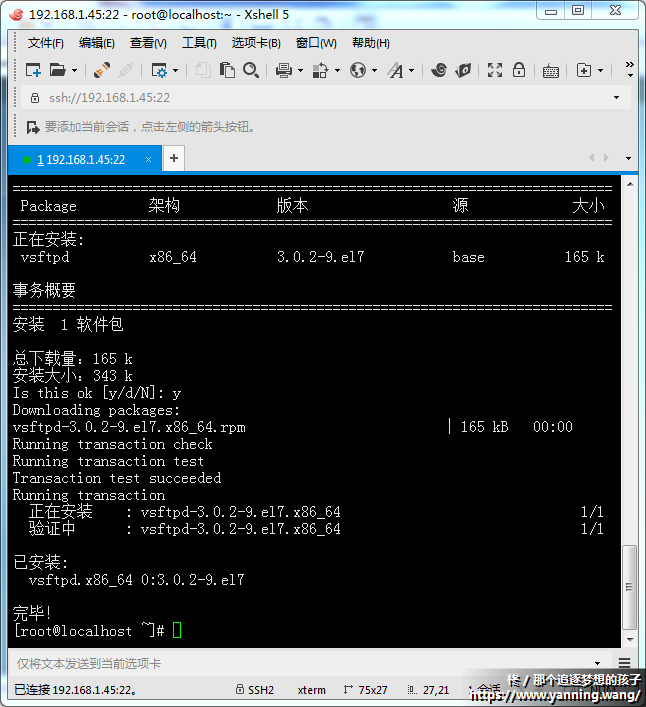 192.168.1.45:22 - root@localhost:~ - Xshell 5
文件(F) 编辑(E) 查看(V) 工具(T) 选项卡(B) 窗口(W) 帮助(H)
ssh://192.168.1.45:22
要添加当前会话，点击左侧的箭头按钮。
1 192.168.1.45:22 × +
================================================================================
Package 架构 版本 源 大小
================================================================================
正在安装:
vsftpd x86_64 3.0.2-9.el7 base 165 k
事务概要
================================================================================
安装 1 软件包
总下载量：165 k
安装大小：343 k
Is this ok [y/d/N]: y
Downloading packages:
vsftpd-3.0.2-9.el7.x86_64.rpm | 165 kB 00:00
Running transaction check
Running transaction test
Transaction test succeeded
Running transaction
正在安装 : vsftpd-3.0.2-9.el7.x86_64 1/1
验证中 : vsftpd-3.0.2-9.el7.x86_64 1/1
已安装:
vsftpd.x86_64 0:3.0.2-9.el7
完毕！
[root@localhost ~]#
仅将文本发送到当前选项卡
已连接 192.168.1.45:22。 SSH2 xterm 75x27 27,21 1 会话
柊 / 那个追逐梦想的孩子
https://www.yanning.wang/